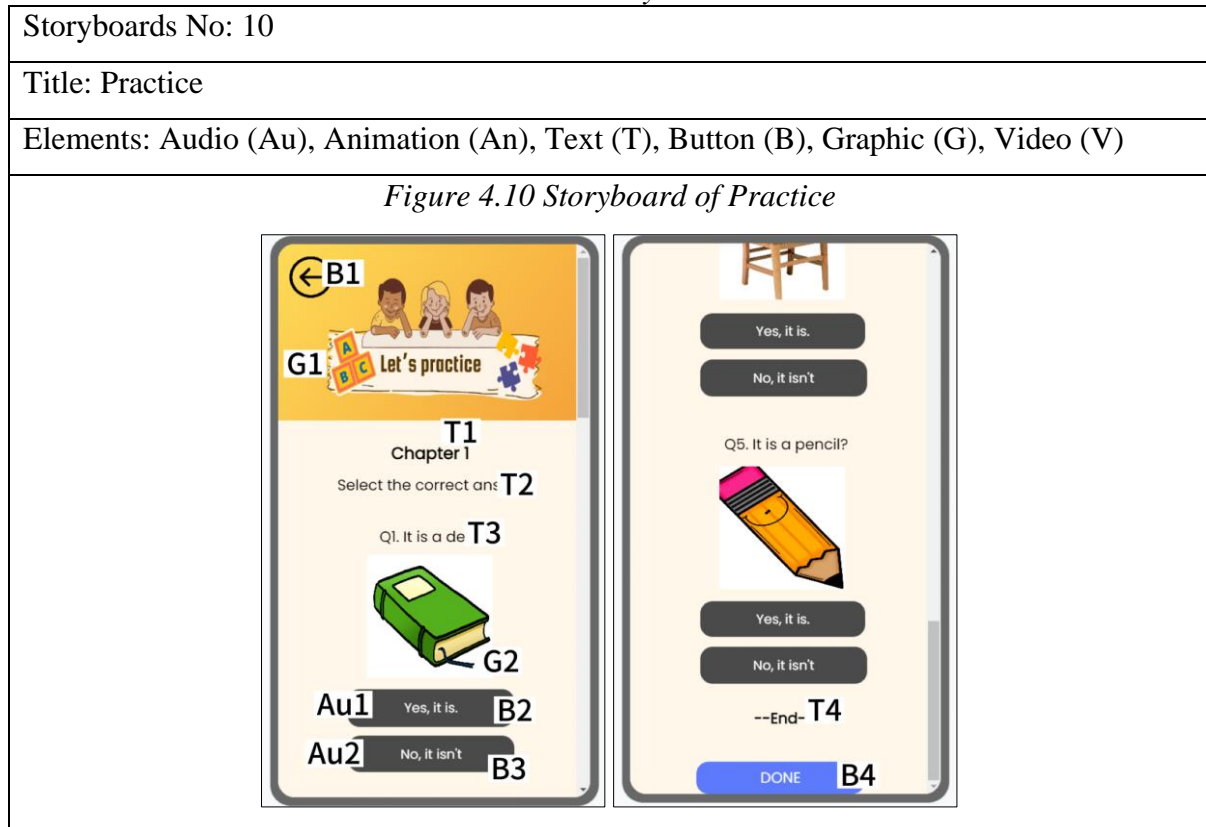 Storyboards No: 10
Title: Practice
Elements: Audio (Au), Animation (An), Text (T), Button (B), Graphic (G), Video (V)
Figure 4.10 Storyboard of Practice
B1
A
B C
G1
Let's practice
T1
Chapter 1
Select the correct ans T2
Q1. It is a de T3
G2
Au1 Yes, it is. B2
Au2 No, it isn't B3
Yes, it is.
No, it isn't
Q5. It is a pencil?
Yes, it is.
No, it isn't
--End- T4
DONE B4